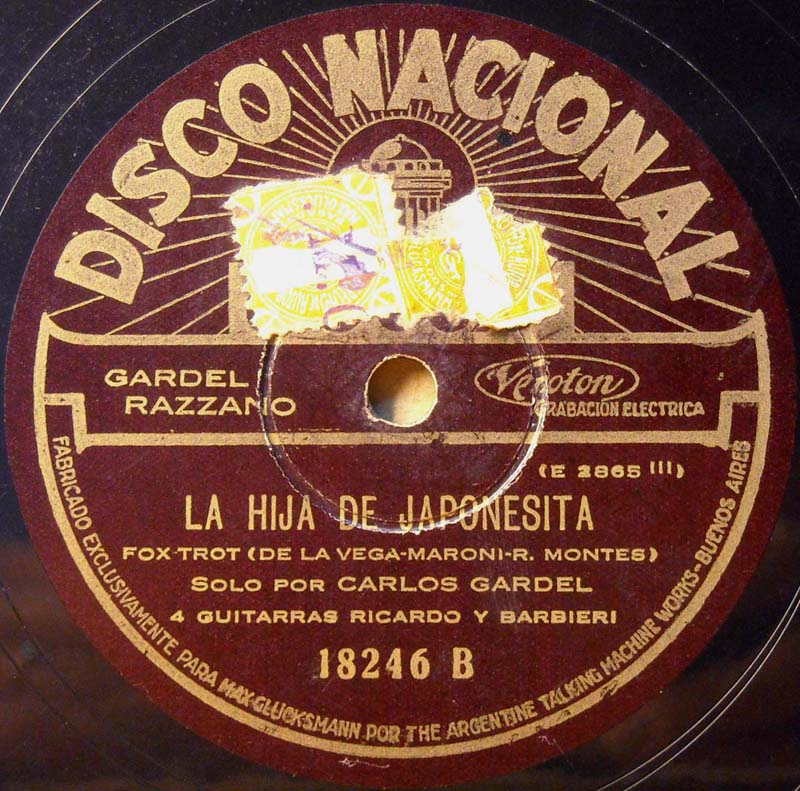 DISCO NACIONAL
GARDEL
RAZZANO
Veroton
GRABACIÓN ELECTRICA
(E 2865 III)
LA HIJA DE JAPONESITA
FOX-TROT (DE LA VEGA-MARONI-R. MONTES)
SOLO POR CARLOS GARDEL
4 GUITARRAS RICARDO Y BARBIERI
18246 B
FABRICADO EXCLUSIVAMENTE PARA MAX GLUCKSMANN POR THE ARGENTINE TALKING MACHINE WORKS-BUENOS AIRES